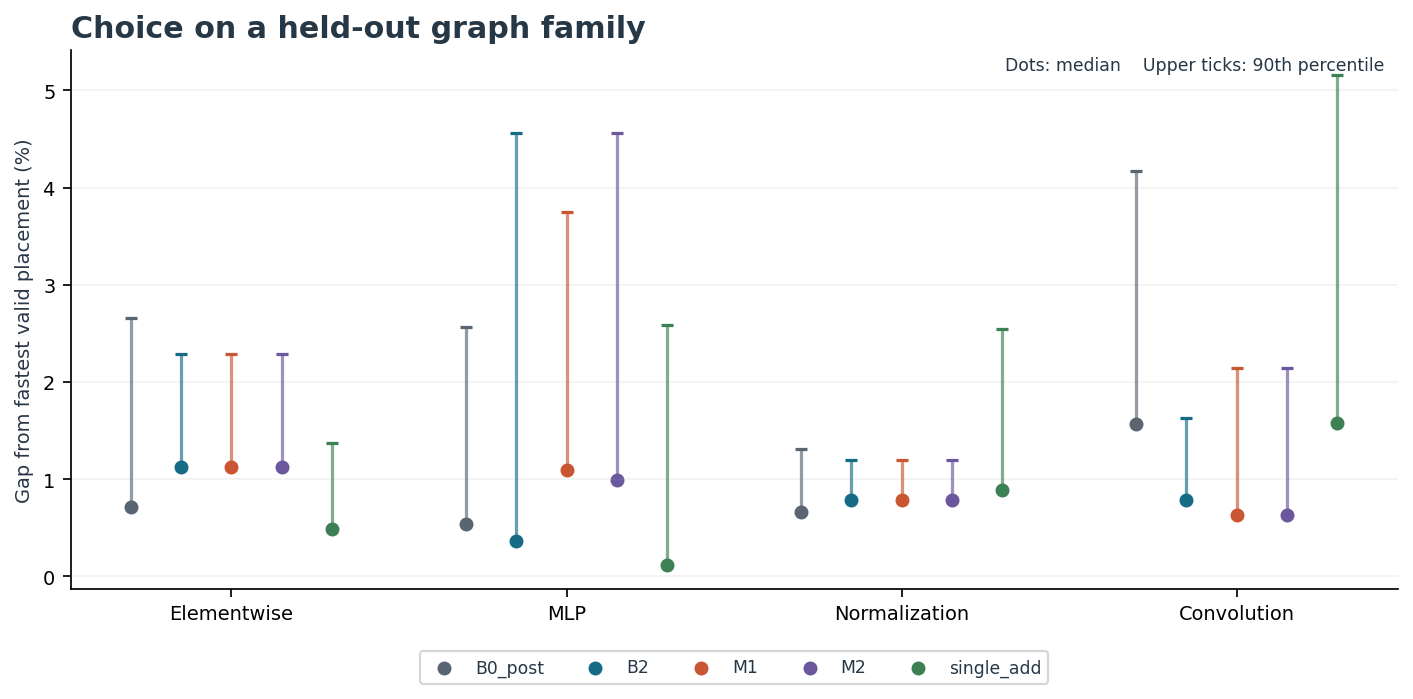 Choice on a held-out graph family
Dots: median    Upper ticks: 90th percentile
Gap from fastest valid placement (%)
5
4
3
2
1
0
Elementwise
MLP
Normalization
Convolution
B0_post    B2    M1    M2    single_add